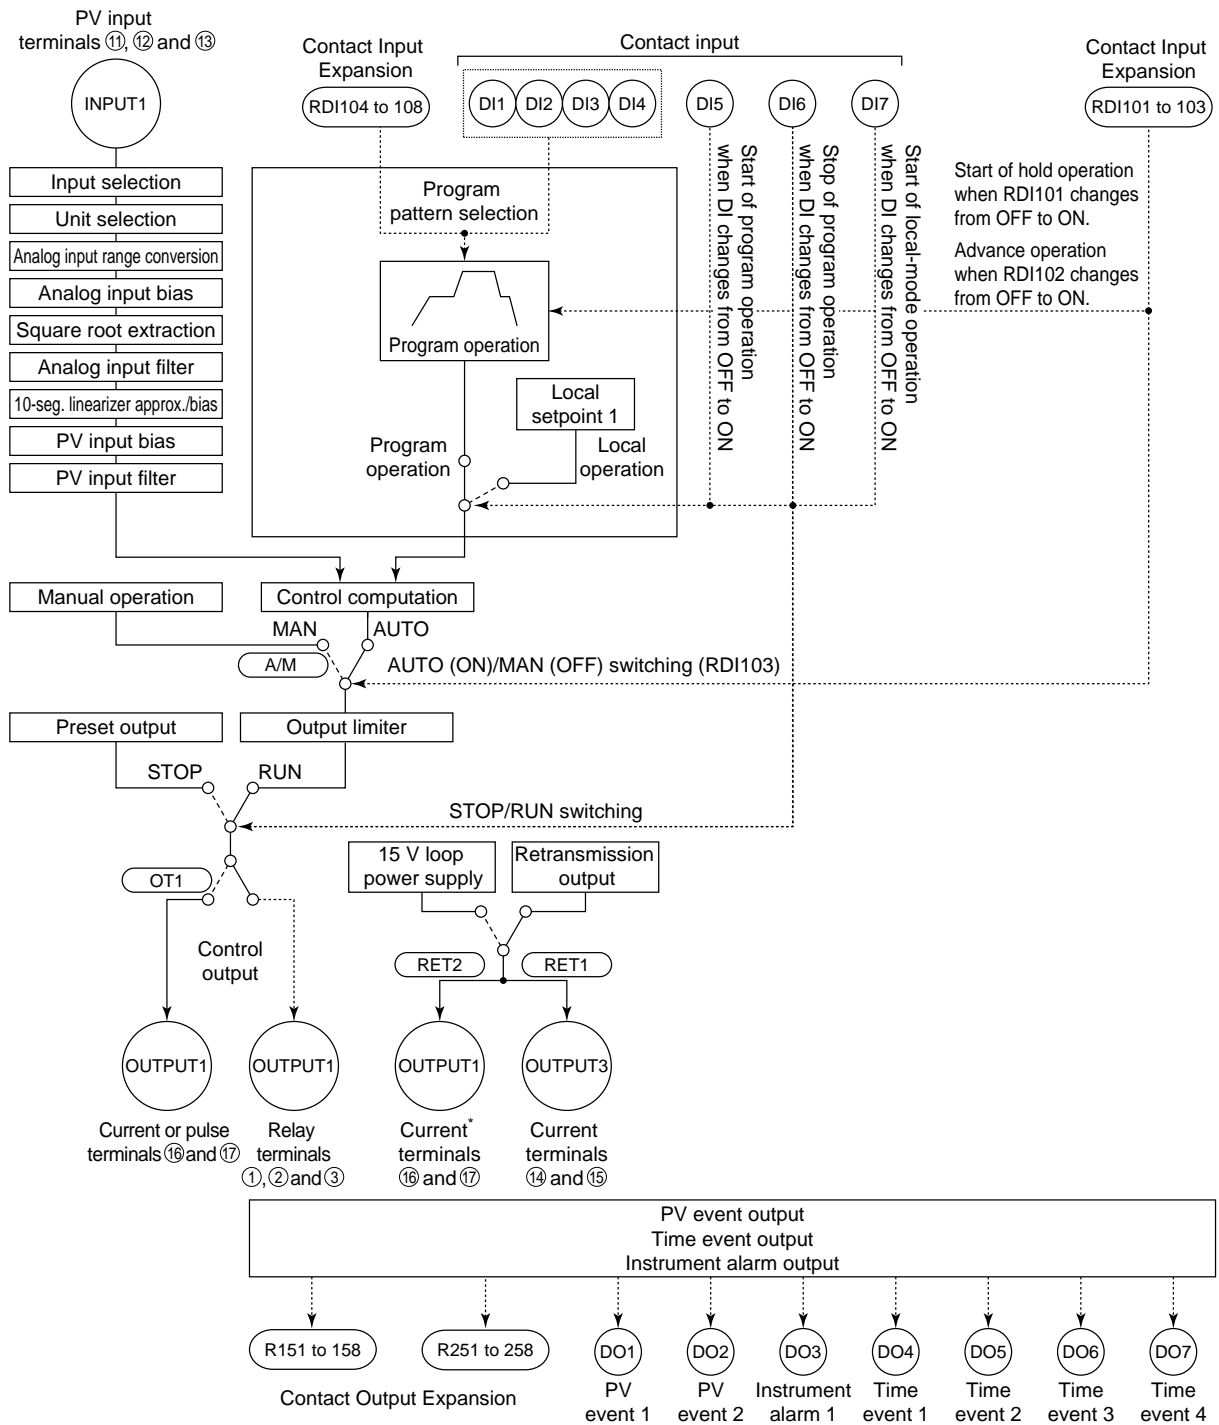 PV input
terminals ⑪, ⑫ and ⑬
INPUT1
Input selection
Unit selection
Analog input range conversion
Analog input bias
Square root extraction
Analog input filter
10-seg. linearizer approx./bias
PV input bias
PV input filter
Contact Input
Expansion
RDI104 to 108
Contact input
DI1
DI2
DI3
DI4
DI5
DI6
DI7
Contact Input
Expansion
RDI101 to 103
Start of program operation
when DI changes from OFF to ON
Stop of program operation
when DI changes from OFF to ON
Start of local-mode operation
when DI changes from OFF to ON
Start of hold operation
when RDI101 changes
from OFF to ON.
Advance operation
when RDI102 changes
from OFF to ON.
Program
pattern selection
Program operation
Local
setpoint 1
Program
operation
Local
operation
Manual operation
Control computation
MAN
AUTO
A/M
AUTO (ON)/MAN (OFF) switching (RDI103)
Preset output
Output limiter
STOP
RUN
STOP/RUN switching
OT1
15 V loop
power supply
Retransmission
output
Control
output
RET2
RET1
OUTPUT1
OUTPUT1
OUTPUT1
OUTPUT3
Current or pulse
terminals ⑯ and ⑰
Relay
terminals
①, ② and ③
Current*
terminals
⑯ and ⑰
Current
terminals
⑭ and ⑮
PV event output
Time event output
Instrument alarm output
R151 to 158
R251 to 258
Contact Output Expansion
DO1
DO2
DO3
DO4
DO5
DO6
DO7
PV
event 1
PV
event 2
Instrument
alarm 1
Time
event 1
Time
event 2
Time
event 3
Time
event 4